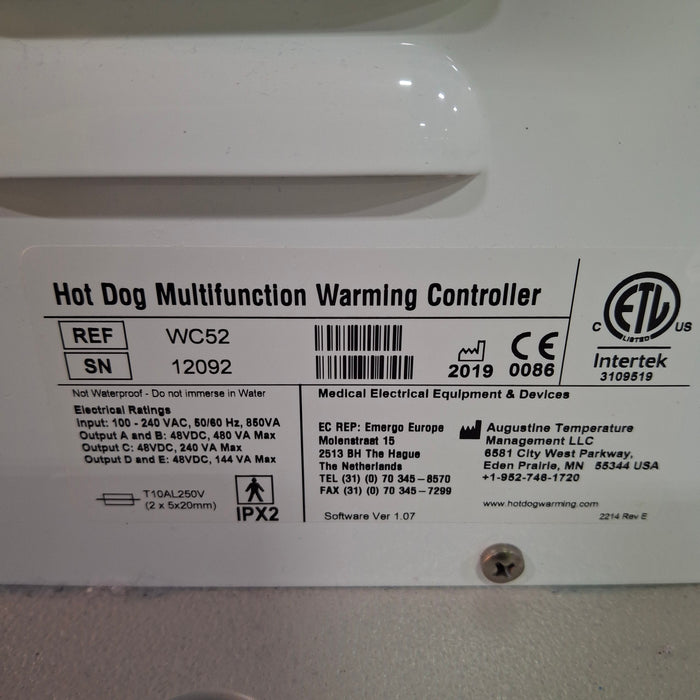 Hot Dog Multifunction Warming Controller
REF WC52
SN 12092
2019
CE 0086
C ETL US
LISTED
Intertek
3109519
Not Waterproof - Do not immerse in Water
Electrical Ratings
Input: 100 - 240 VAC, 50/60 Hz, 850VA
Output A and B: 48VDC, 480 VA Max
Output C: 48VDC, 240 VA Max
Output D and E: 48VDC, 144 VA Max
T10AL250V
(2 x 5x20mm)
IPX2
Medical Electrical Equipment & Devices
EC REP: Emergo Europe
Molenstraat 15
2513 BH The Hague
The Netherlands
TEL (31) (0) 70 345-8570
FAX (31) (0) 70 345-7299
Software Ver 1.07
Augustine Temperature
Management LLC
6581 City West Parkway,
Eden Prairie, MN 55344 USA
+1-952-746-1720
www.hotdogwarming.com
2214 Rev E